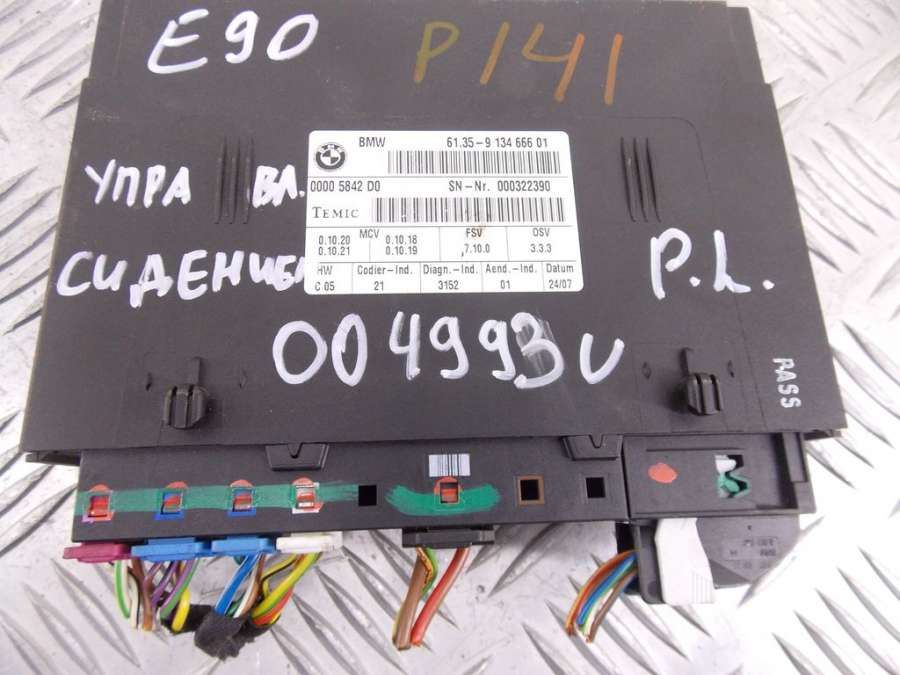 E90 P141
BMW 61.35-9 134 666 01
0000 5842 D0 SN-Nr. 000322390
УПРАВЛ.
TEMIC
MCV FSV OSV
0.10.20 0.10.18 7.10.0 3.3.3
0.10.21 0.10.19
СИДЕНИЕ P.L.
HW Codier-Ind. Diagn.-Ind. Aend.-Ind. Datum
C 05 21 3152 01 24/07
004993U
PASS